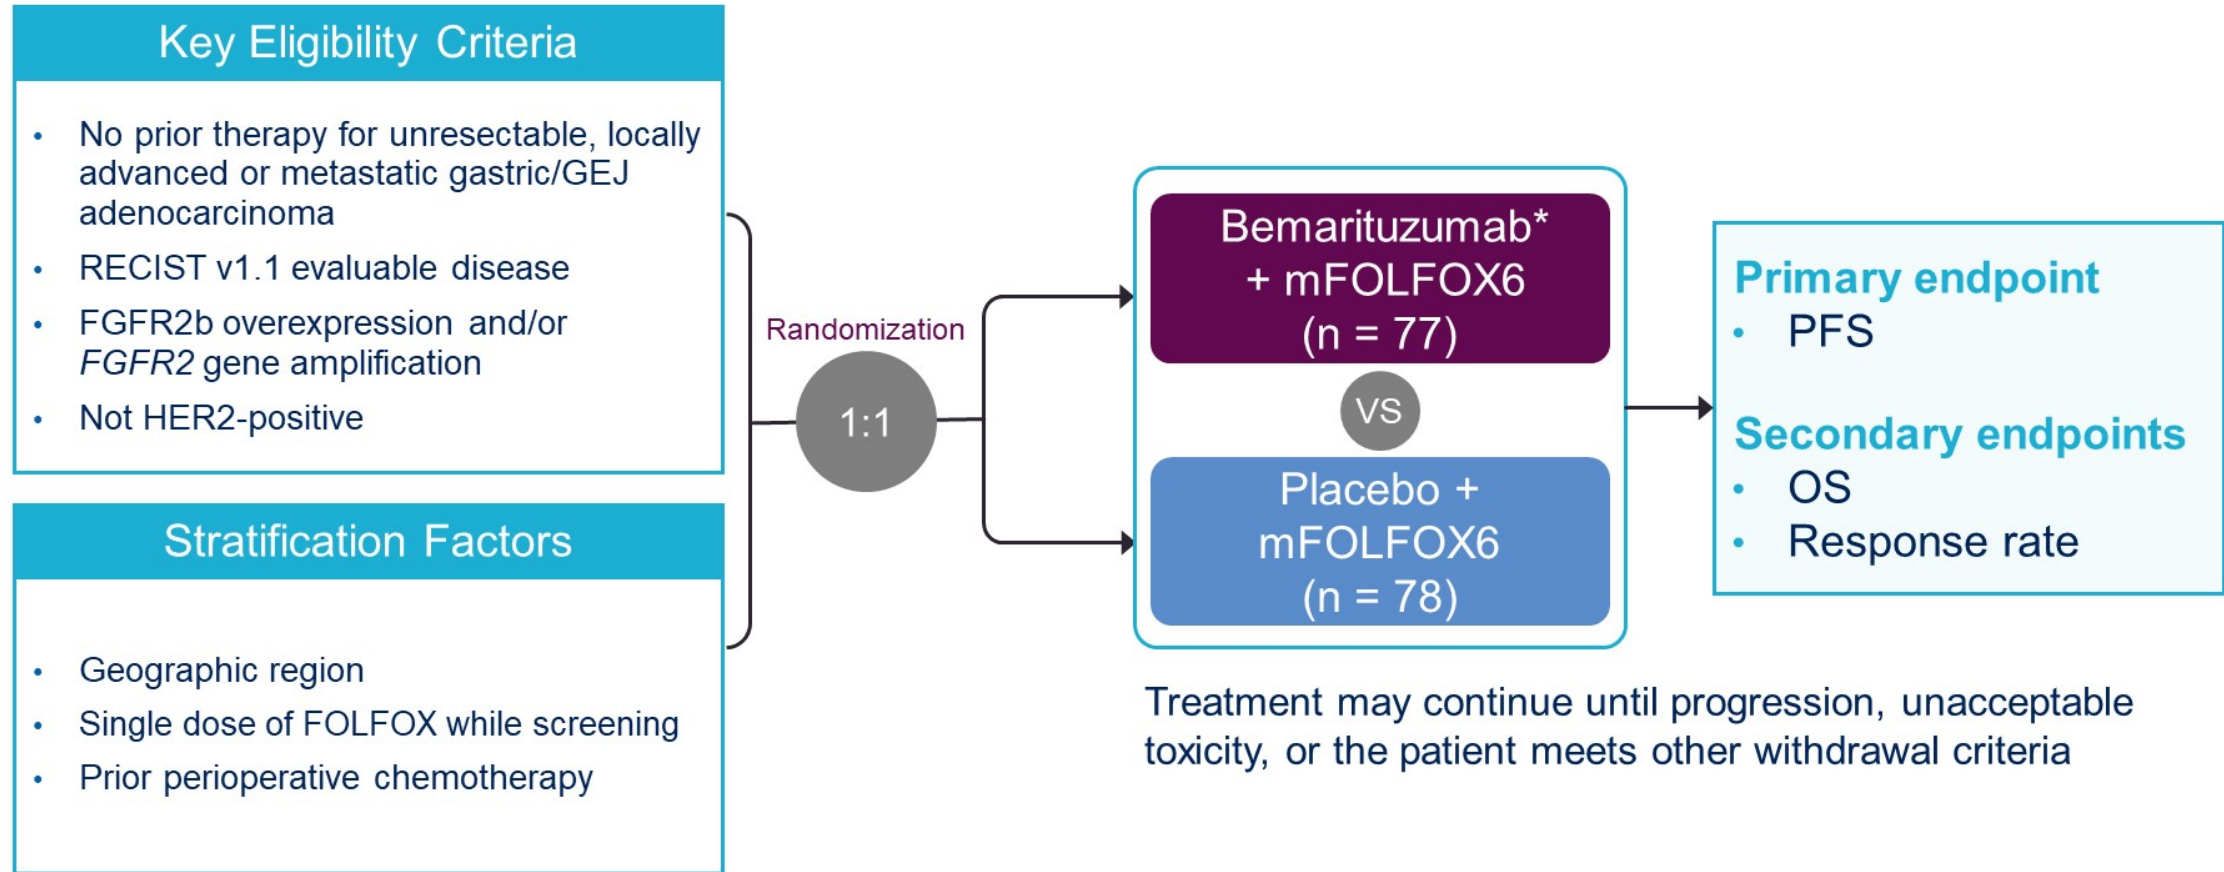 Key Eligibility Criteria
• No prior therapy for unresectable, locally
advanced or metastatic gastric/GEJ
adenocarcinoma
• RECIST v1.1 evaluable disease
• FGFR2b overexpression and/or
FGFR2 gene amplification
• Not HER2-positive
Stratification Factors
• Geographic region
• Single dose of FOLFOX while screening
• Prior perioperative chemotherapy
Randomization
1:1
Bemarituzumab*
+ mFOLFOX6
(n = 77)
VS
Placebo +
mFOLFOX6
(n = 78)
Treatment may continue until progression, unacceptable
toxicity, or the patient meets other withdrawal criteria
Primary endpoint
• PFS
Secondary endpoints
• OS
• Response rate